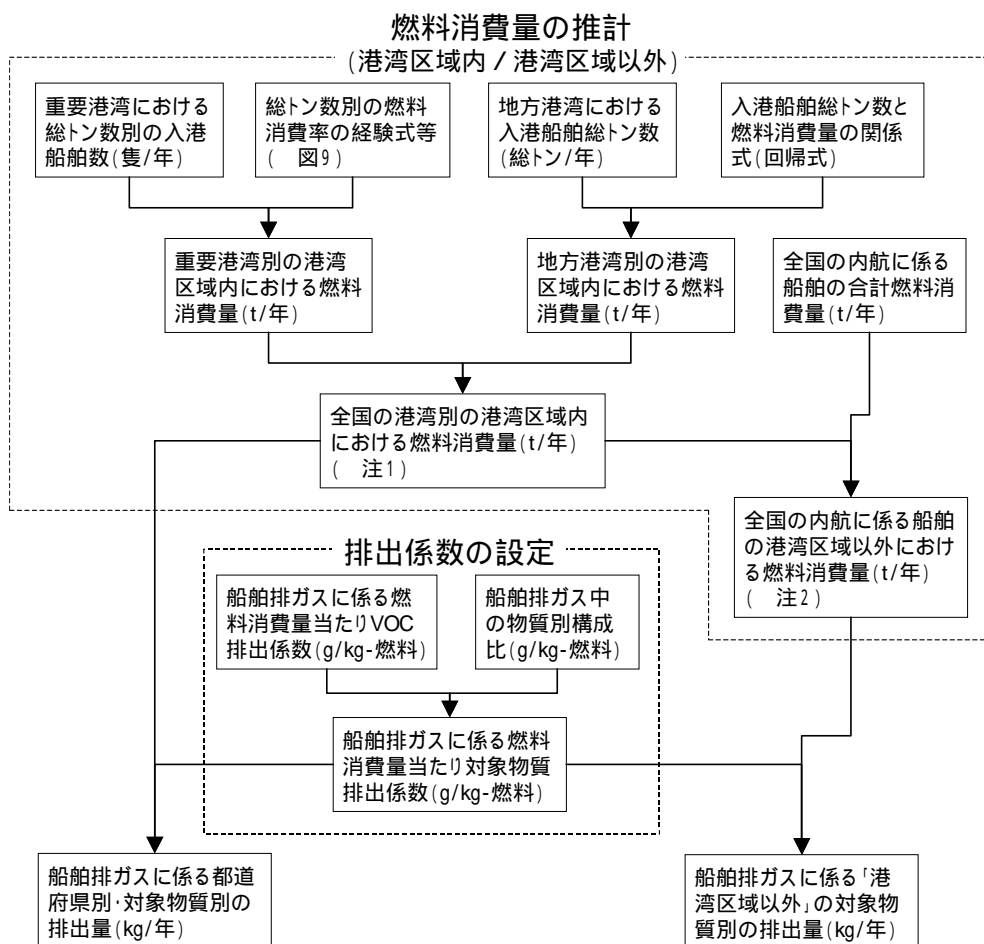 燃料消費量の推計
(港湾区域内 / 港湾区域以外)
重要港湾における
総トン数別の入港
船舶数(隻/年)
総トン数別の燃料
消費率の経験式等
( 図9)
地方港湾における
入港船舶総トン数
(総トン/年)
入港船舶総トン数と
燃料消費量の関係
式(回帰式)
重要港湾別の港湾
区域内における燃料
消費量(t/年)
地方港湾別の港湾
区域内における燃料
消費量(t/年)
全国の内航に係る
船舶の合計燃料消
費量(t/年)
全国の港湾別の港湾区域内
における燃料消費量(t/年)
( 注1)
全国の内航に係る船舶
の港湾区域以外におけ
る燃料消費量(t/年)
( 注2)
排出係数の設定
船舶排ガスに係る燃
料消費量当たりVOC
排出係数(g/kg-燃料)
船舶排ガス中
の物質別構成
比(g/kg-燃料)
船舶排ガスに係る燃料
消費量当たり対象物質
排出係数(g/kg-燃料)
船舶排ガスに係る都道
府県別・対象物質別の
排出量(kg/年)
船舶排ガスに係る「港
湾区域以外」の対象物
質別の排出量(kg/年)